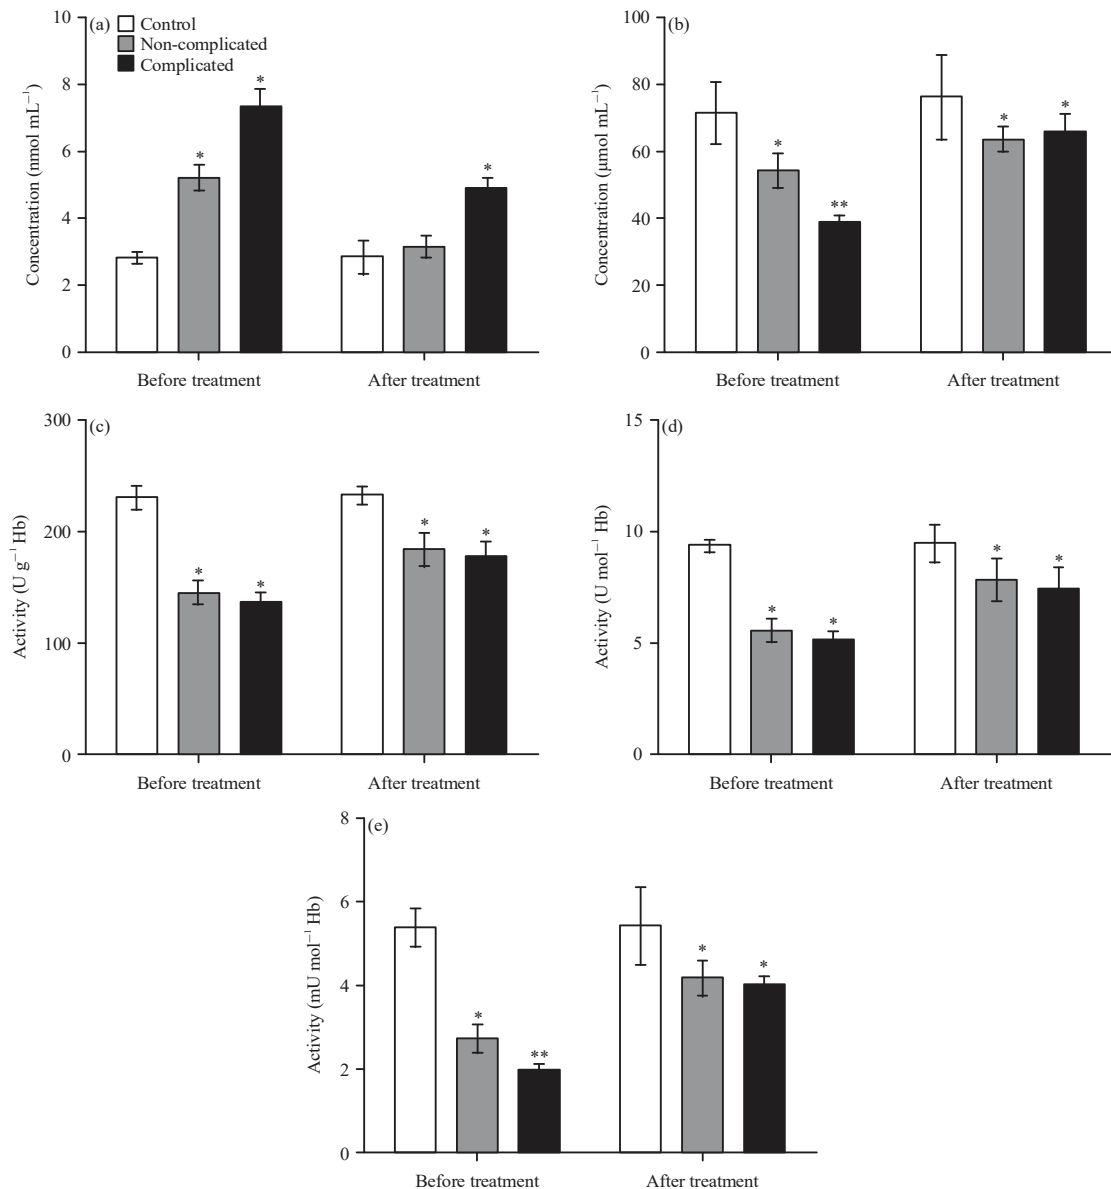 (a)
Control
Non-complicated
Complicated
Concentration (nmol mL⁻¹)
10
8
6
4
2
0
*
*
*
Before treatment
After treatment
(b)
Concentration (μmol mL⁻¹)
100
80
60
40
20
0
*
**
*
*
Before treatment
After treatment
(c)
Activity (U g⁻¹ Hb)
300
200
100
0
*
*
*
*
Before treatment
After treatment
(d)
Activity (U mol⁻¹ Hb)
15
10
5
0
*
*
*
*
Before treatment
After treatment
(e)
Activity (mU mol⁻¹ Hb)
8
6
4
2
0
*
**
*
*
Before treatment
After treatment